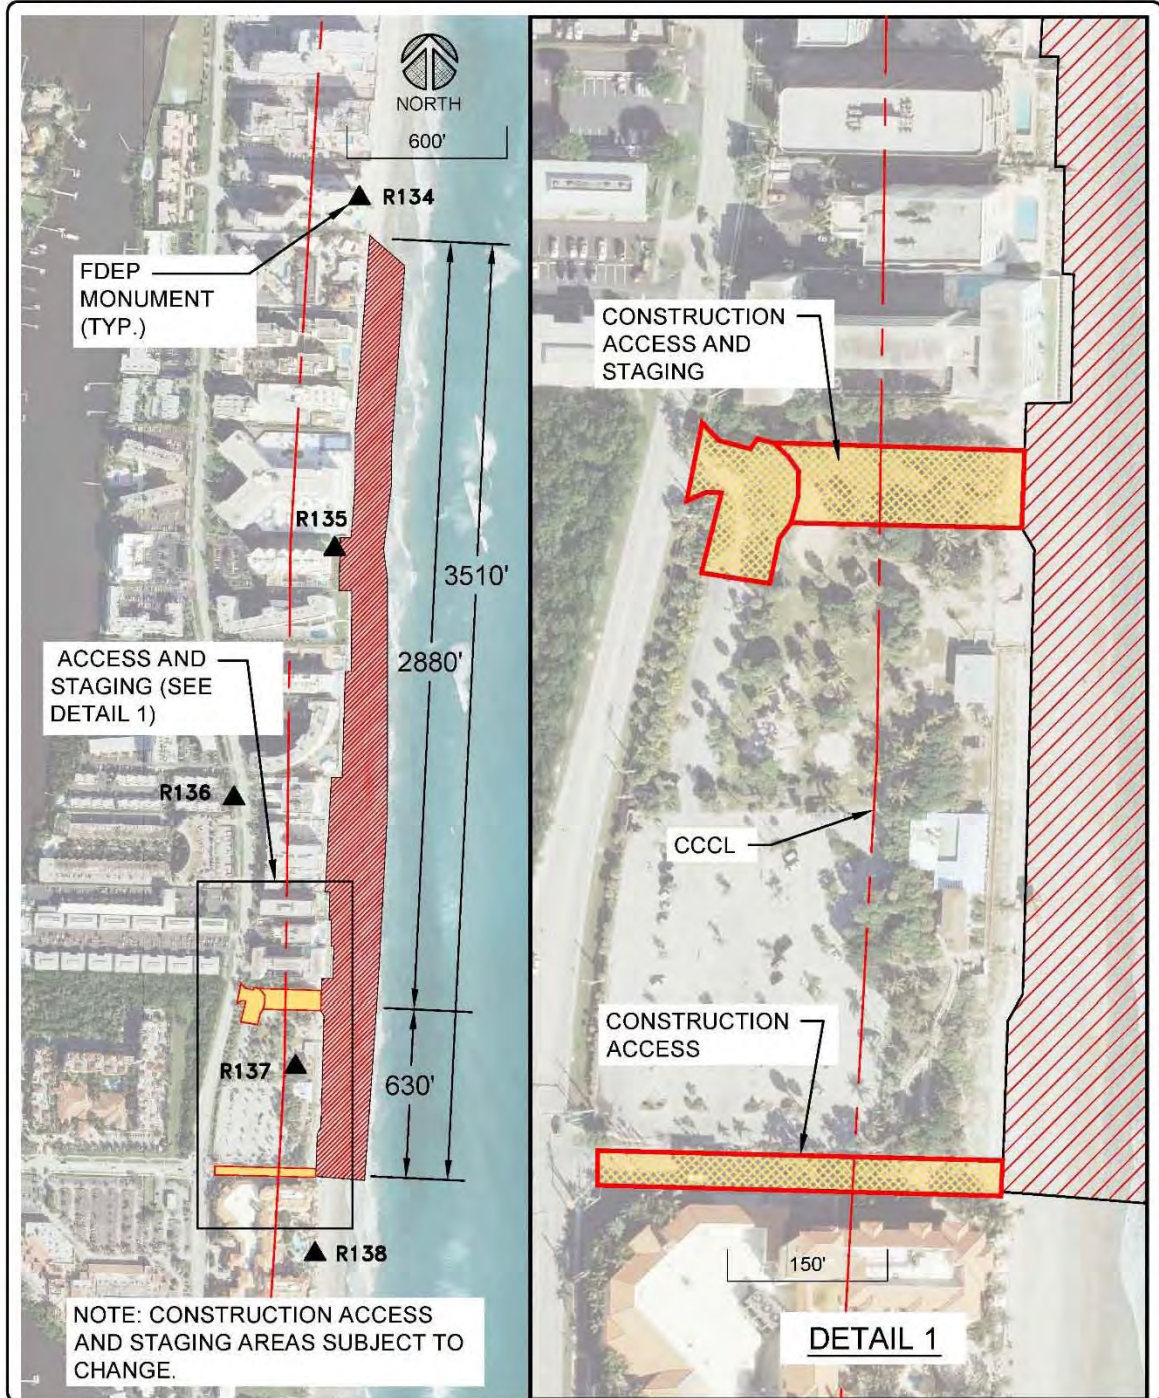 NORTH
600'
R134
FDEP
MONUMENT
(TYP.)
R135
3510'
2880'
ACCESS AND
STAGING (SEE
DETAIL 1)
R136
R137
630'
R138
NOTE: CONSTRUCTION ACCESS
AND STAGING AREAS SUBJECT TO
CHANGE.
CONSTRUCTION
ACCESS AND
STAGING
CCCL
CONSTRUCTION
ACCESS
150'
DETAIL 1